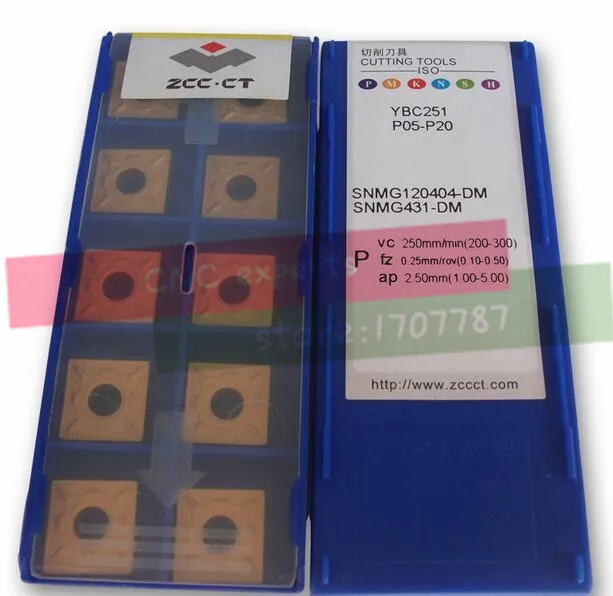 ZCC·CT
切削刀具
CUTTING TOOLS
ISO
P M K N S H
YBC251
P05-P20
SNMG120404-DM
SNMG431-DM
P
vc 250mm/min(200-300)
fz 0.25mm/rov(0.10-0.50)
ap 2.50mm(1.00-5.00)
http://www.zccct.com
CNC experts
store:1707787